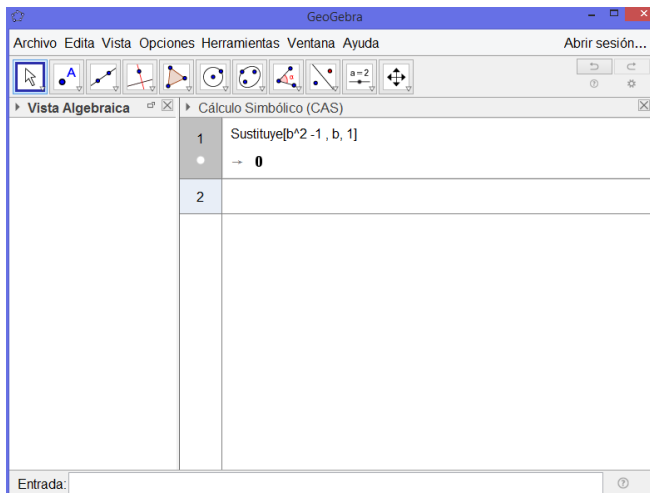 GeoGebra
Archivo Edita Vista Opciones Herramientas Ventana Ayuda Abrir sesión...
A a=2
Vista Algebraica Cálculo Simbólico (CAS)
1 Sustituye[b^2 -1 , b, 1]
→ 0
2
Entrada: